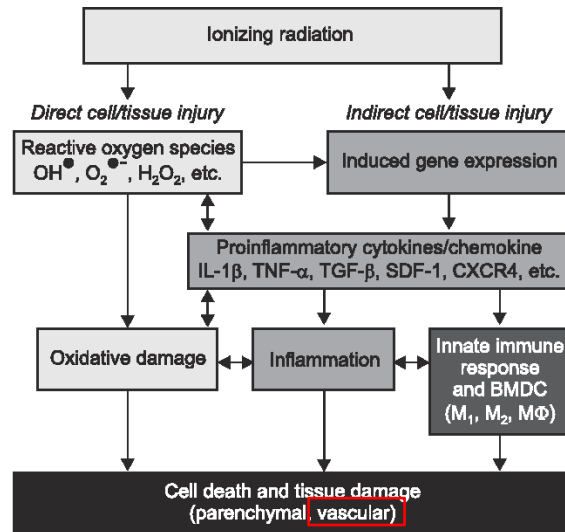 Ionizing radiation
Direct cell/tissue injury
Indirect cell/tissue injury
Reactive oxygen species
OH●, O₂●−, H₂O₂, etc.
Induced gene expression
Proinflammatory cytokines/chemokine
IL-1β, TNF-α, TGF-β, SDF-1, CXCR4, etc.
Oxidative damage
Inflammation
Innate immune
response
and BMDC
(M₁, M₂, MΦ)
Cell death and tissue damage
(parenchymal, vascular)